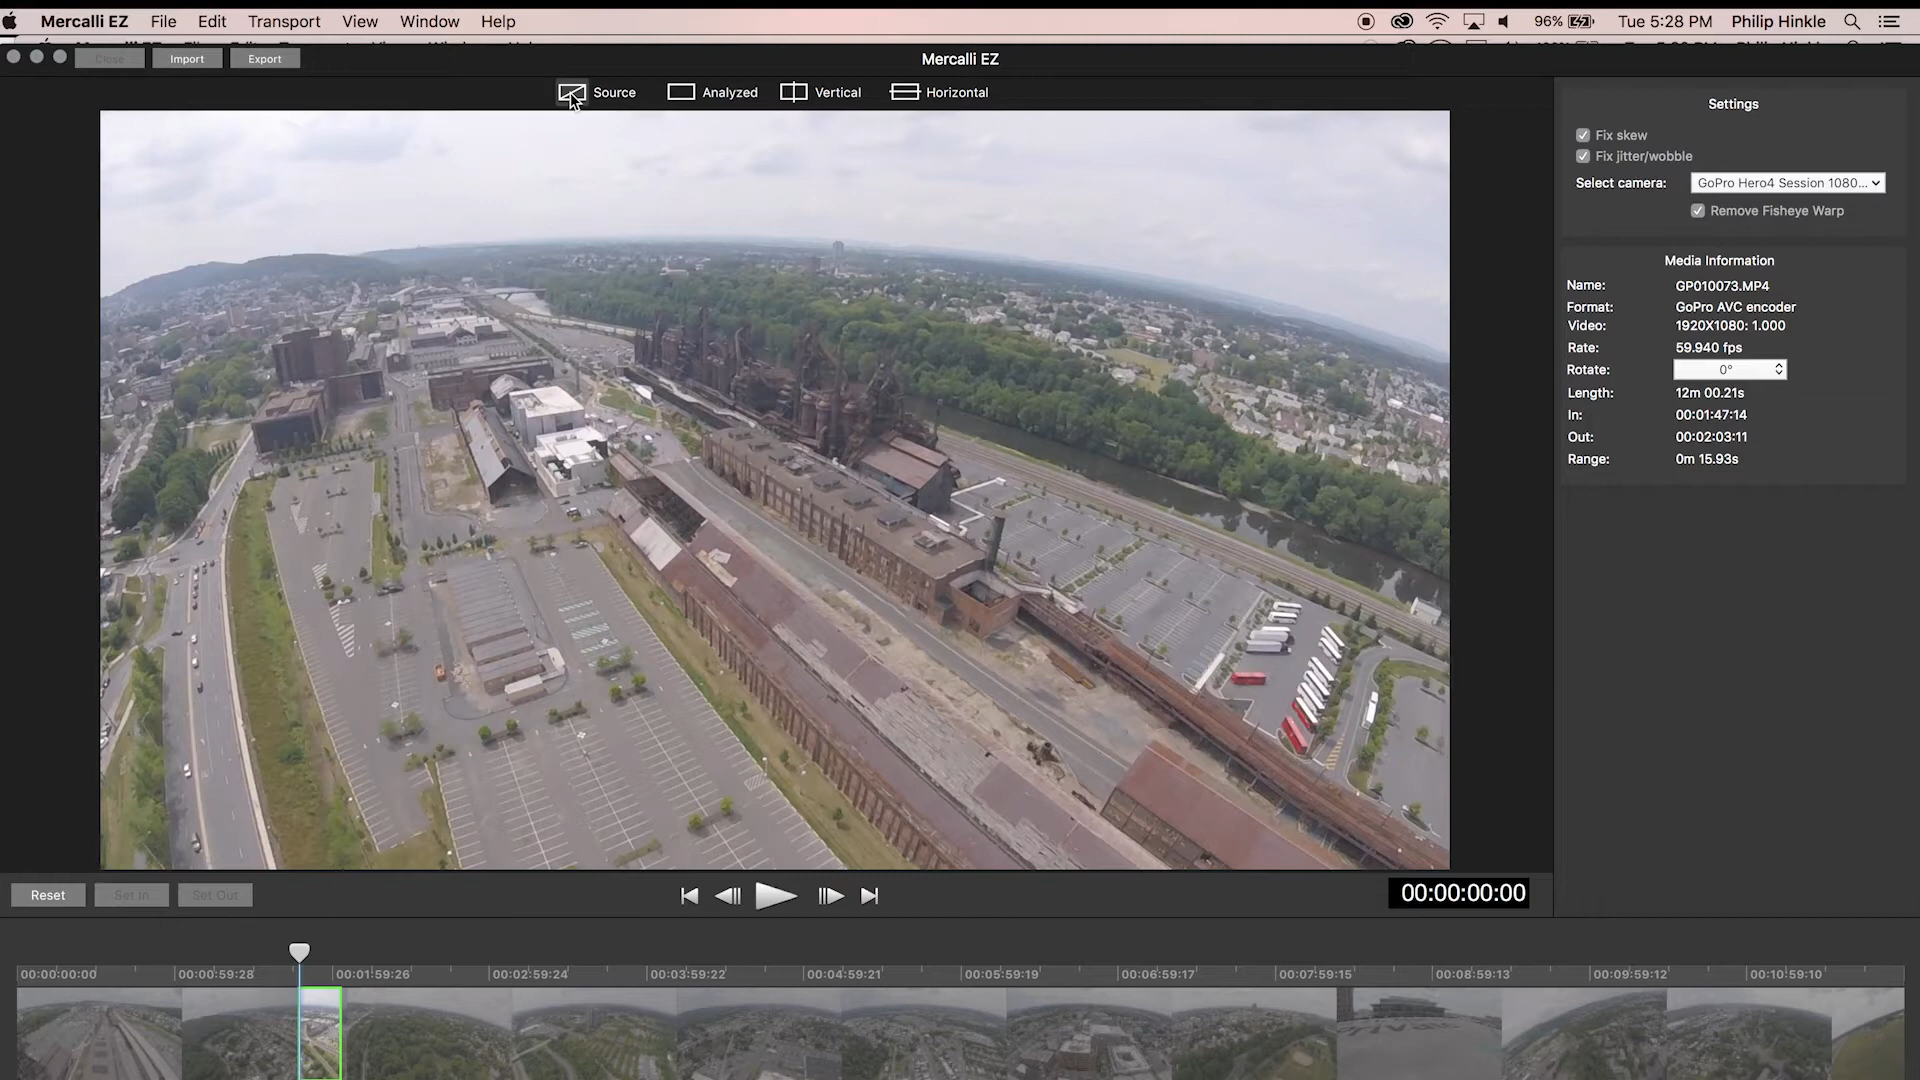 Mercalli EZ File Edit Transport View Window Help 96% Tue 5:28 PM Philip Hinkle
Close Import Export Mercalli EZ
Source Analyzed Vertical Horizontal
Settings
Fix skew
Fix jitter/wobble
Select camera: GoPro Hero4 Session 1080...
Remove Fisheye Warp
Media Information
Name: GP010073.MP4
Format: GoPro AVC encoder
Video: 1920X1080: 1.000
Rate: 59.940 fps
Rotate: 0°
Length: 12m 00.21s
In: 00:01:47:14
Out: 00:02:03:11
Range: 0m 15.93s
Reset Set In Set Out 00:00:00:00
00:00:00:00 00:00:59:28 00:01:59:26 00:02:59:24 00:03:59:22 00:04:59:21 00:05:59:19 00:06:59:17 00:07:59:15 00:08:59:13 00:09:59:12 00:10:59:10